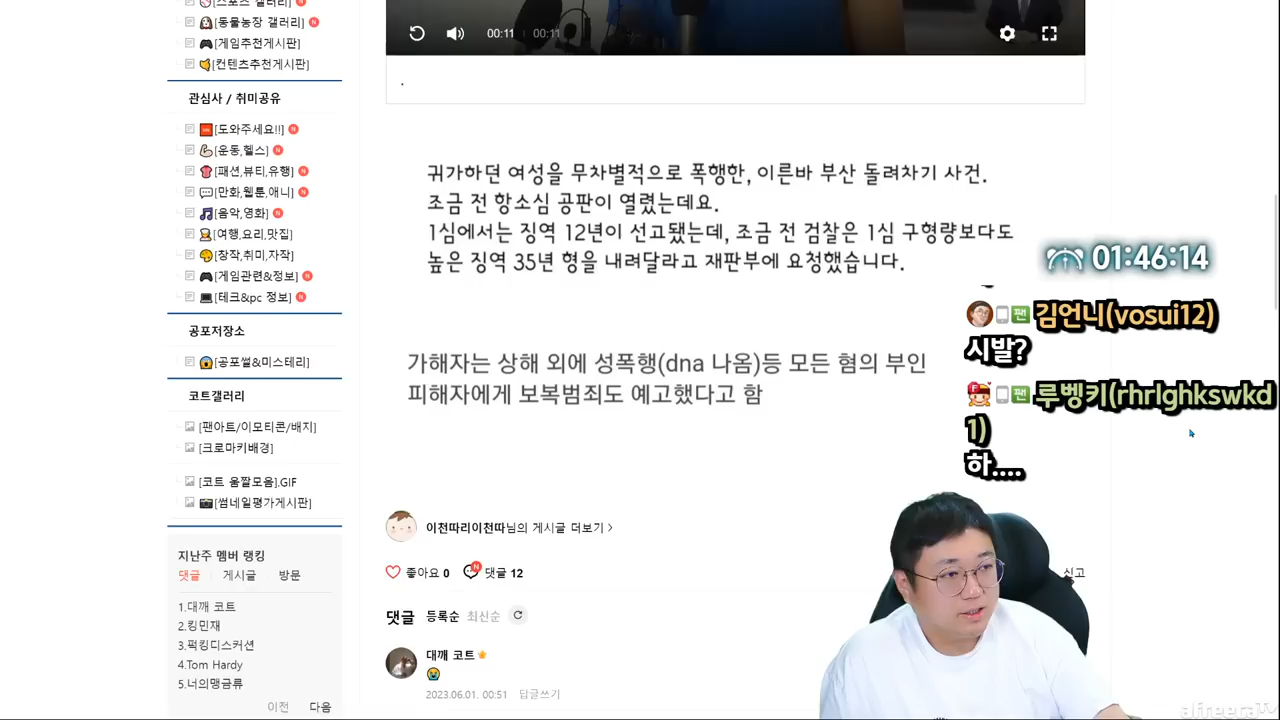 [스포츠 갤러리]
[동물농장 갤러리] N
[게임추천게시판]
[컨텐츠추천게시판]
관심사 / 취미공유
[도와주세요!!] N
[운동,헬스] N
[패션,뷰티,유행] N
[만화,웹툰,애니] N
[음악,영화] N
[여행,요리,맛집]
[창작,취미,자작]
[게임관련&정보] N
[테크&pc 정보] N
공포저장소
[공포썰&미스테리]
코트갤러리
[팬아트/이모티콘/배지]
[크로마키배경]
[코트 움짤모음].GIF
[썸네일평가게시판]
지난주 멤버 랭킹
댓글 게시글 방문
1.대깨 코트
2.킹민재
3.퍽킹디스커션
4.Tom Hardy
5.너의맹금류
이전 다음
00:11 00:11
.
귀가하던 여성을 무차별적으로 폭행한, 이른바 부산 돌려차기 사건.
조금 전 항소심 공판이 열렸는데요.
1심에서는 징역 12년이 선고됐는데, 조금 전 검찰은 1심 구형량보다도
높은 징역 35년 형을 내려달라고 재판부에 요청했습니다.
가해자는 상해 외에 성폭행(dna 나옴)등 모든 혐의 부인
피해자에게 보복범죄도 예고했다고 함
이천따리이천따님의 게시글 더보기 >
좋아요 0 N 댓글 12
신고
댓글 등록순 최신순
대깨 코트
2023.06.01. 00:51 답글쓰기
01:46:14
팬 김언니(vosui12)
시발?
팬 루벵키(rhrlghkswkd
1)
하....
afreecaTV